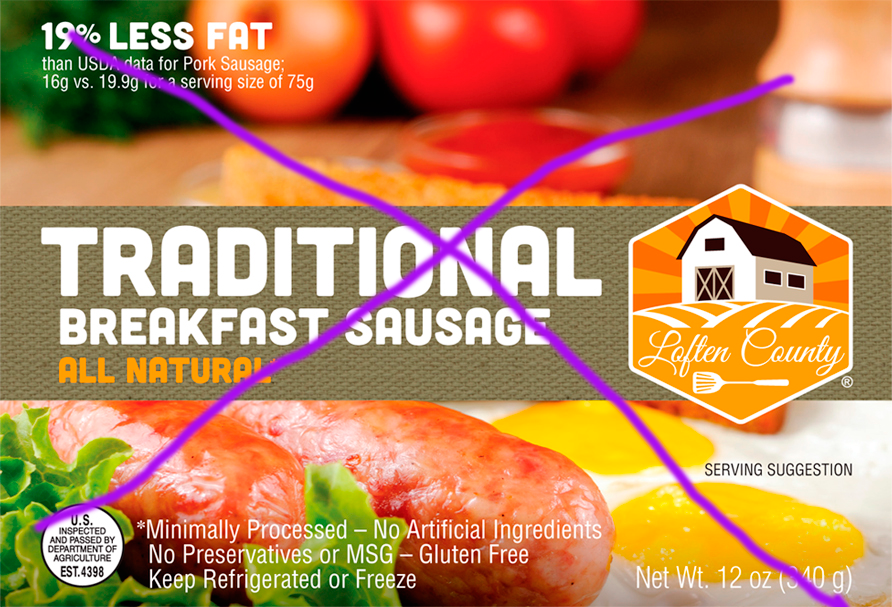 19% LESS FAT
than USDA data for Pork Sausage;
16g vs. 19.9g for a serving size of 75g
TRADITIONAL
BREAKFAST SAUSAGE
ALL NATURAL
Loften County
®
SERVING SUGGESTION
U.S.
INSPECTED
AND PASSED BY
DEPARTMENT OF
AGRICULTURE
EST.4398
*Minimally Processed – No Artificial Ingredients
No Preservatives or MSG – Gluten Free
Keep Refrigerated or Freeze
Net Wt. 12 oz (340 g)